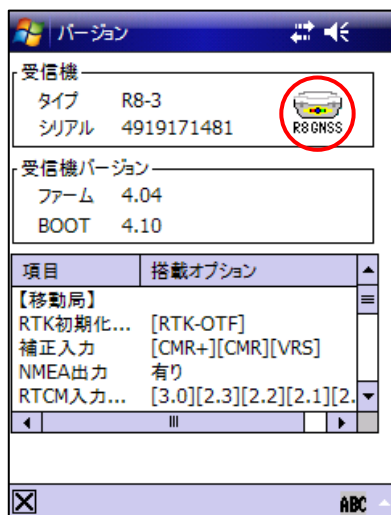 バージョン
受信機
タイプ R8-3
シリアル 4919171481
R8GNSS
受信機バージョン
ファーム 4.04
BOOT 4.10
項目 搭載オプション
【移動局】
RTK初期化... [RTK-OTF]
補正入力 [CMR+][CMR][VRS]
NMEA出力 有り
RTCM入力... [3.0][2.3][2.2][2.1][2.
ABC